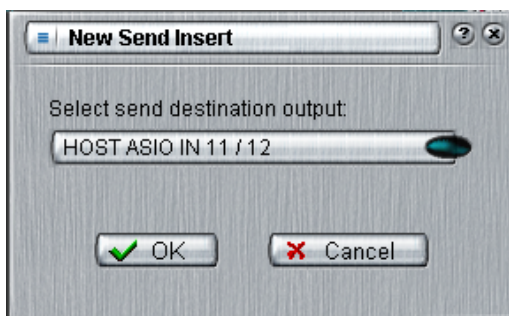 New Send Insert
?
Select send destination output:
HOST ASIO IN 11 / 12
OK
Cancel